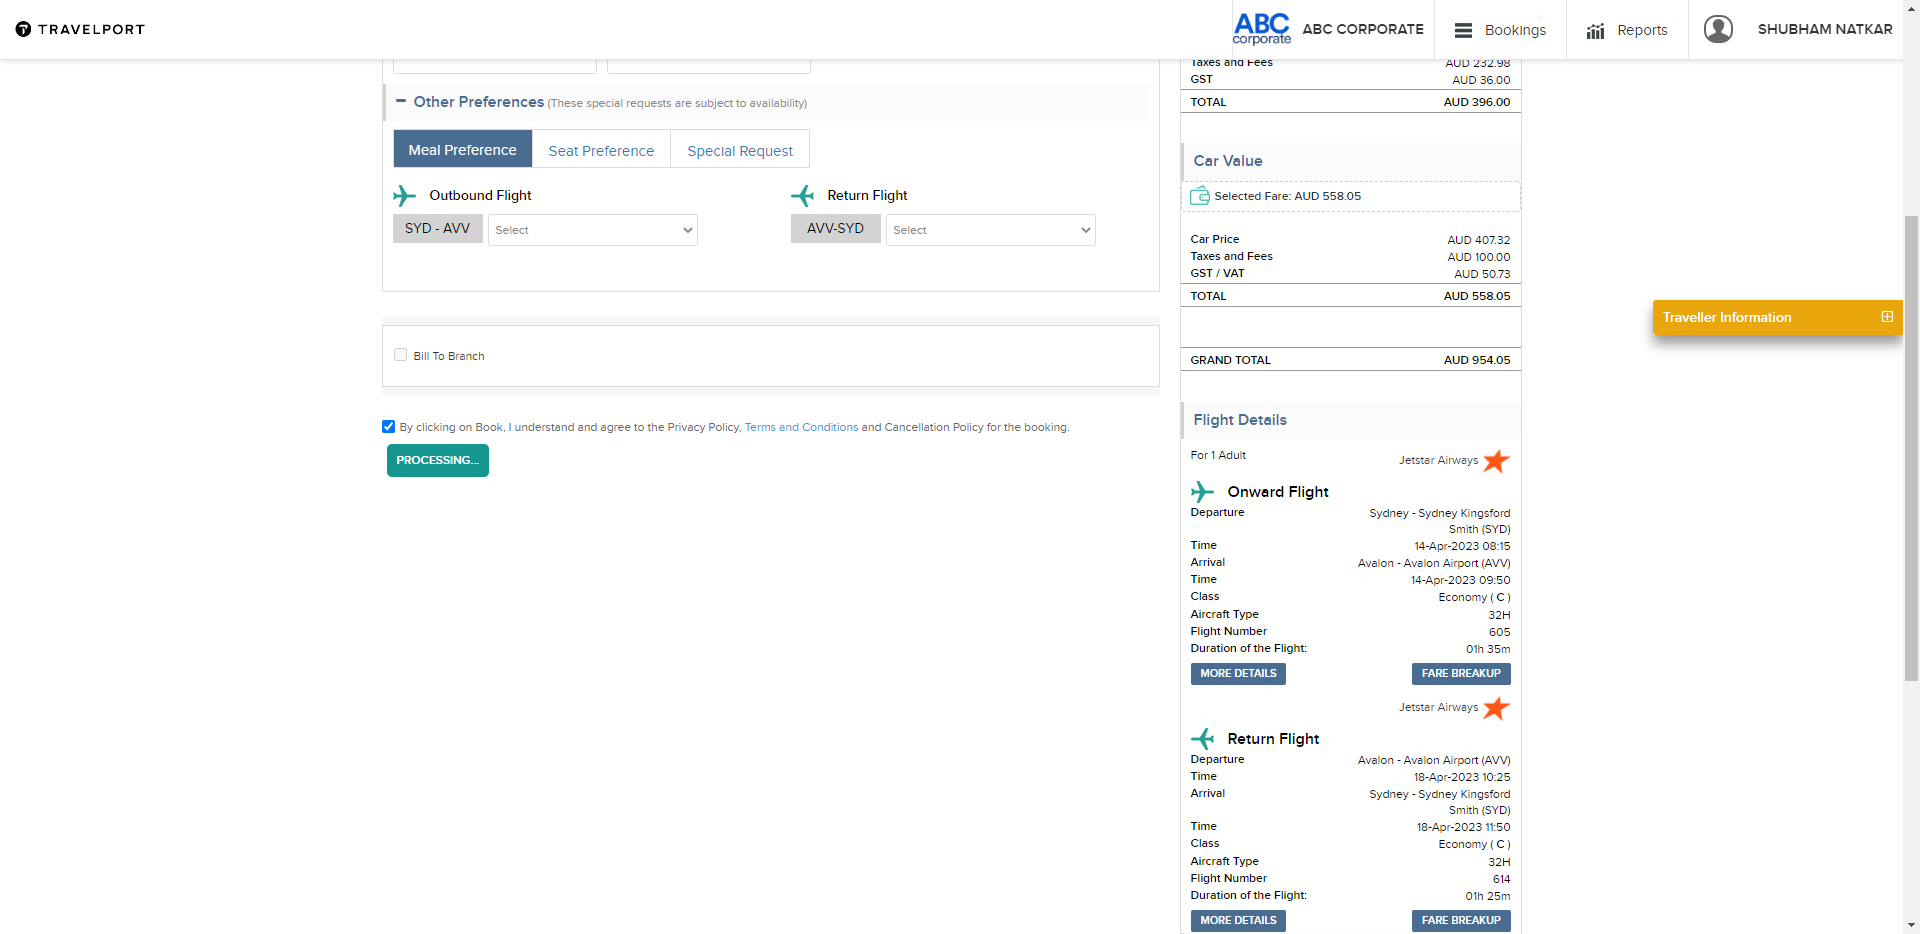 TRAVELPORT
ABC
corporate
ABC CORPORATE
Bookings
Reports
SHUBHAM NATKAR
Other Preferences (These special requests are subject to availability)
Meal Preference
Seat Preference
Special Request
Outbound Flight
Return Flight
SYD - AVV
Select
AVV-SYD
Select
Bill To Branch
By clicking on Book, I understand and agree to the Privacy Policy, Terms and Conditions and Cancellation Policy for the booking.
PROCESSING...
Taxes and Fees AUD 232.98
GST AUD 36.00
TOTAL AUD 396.00
Car Value
Selected Fare: AUD 558.05
Car Price AUD 407.32
Taxes and Fees AUD 100.00
GST / VAT AUD 50.73
TOTAL AUD 558.05
GRAND TOTAL AUD 954.05
Traveller Information
Flight Details
For 1 Adult Jetstar Airways
Onward Flight
Departure Sydney - Sydney Kingsford
Smith (SYD)
Time 14-Apr-2023 08:15
Arrival Avalon - Avalon Airport (AVV)
Time 14-Apr-2023 09:50
Class Economy ( C )
Aircraft Type 32H
Flight Number 605
Duration of the Flight: 01h 35m
MORE DETAILS FARE BREAKUP
Jetstar Airways
Return Flight
Departure Avalon - Avalon Airport (AVV)
Time 18-Apr-2023 10:25
Arrival Sydney - Sydney Kingsford
Smith (SYD)
Time 18-Apr-2023 11:50
Class Economy ( C )
Aircraft Type 32H
Flight Number 614
Duration of the Flight: 01h 25m
MORE DETAILS FARE BREAKUP